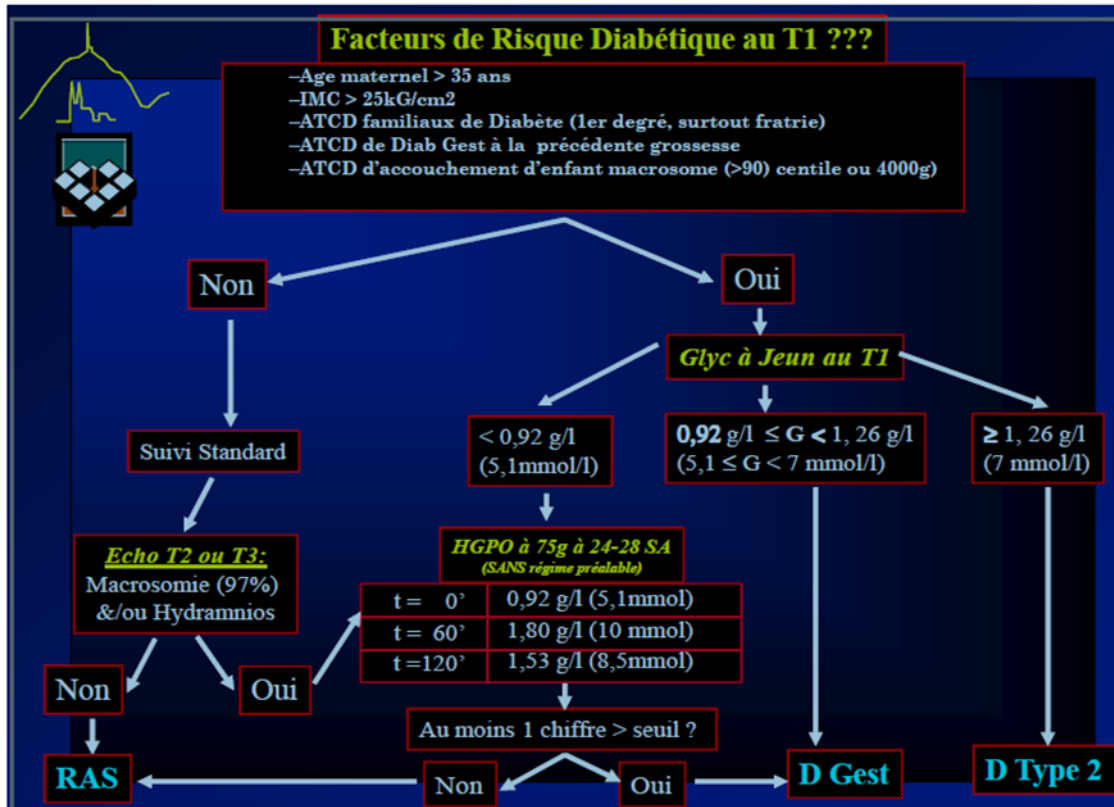 Facteurs de Risque Diabétique au T1 ???
–Age maternel > 35 ans
–IMC > 25kG/cm2
–ATCD familiaux de Diabète (1er degré, surtout fratrie)
–ATCD de Diab Gest à la précédente grossesse
–ATCD d'accouchement d'enfant macrosome (>90) centile ou 4000g)
Non
Oui
Glyc à Jeun au T1
Suivi Standard
< 0,92 g/l
(5,1mmol/l)
0,92 g/l ≤ G < 1, 26 g/l
(5,1 ≤ G < 7 mmol/l)
≥ 1, 26 g/l
(7 mmol/l)
Echo T2 ou T3:
Macrosomie (97%)
&/ou Hydramnios
HGPO à 75g à 24-28 SA
(SANS régime préalable)
t = 0' 0,92 g/l (5,1mmol)
t = 60' 1,80 g/l (10 mmol)
t =120' 1,53 g/l (8,5mmol)
Non
Oui
Au moins 1 chiffre > seuil ?
RAS
Non
Oui
D Gest
D Type 2